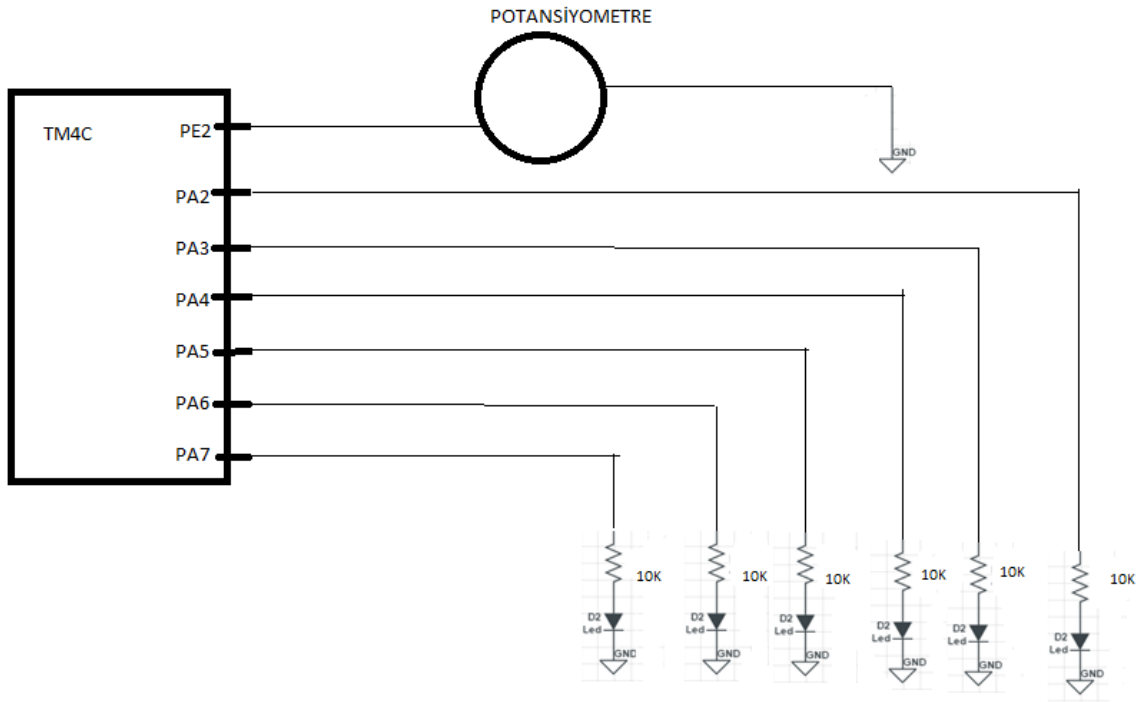 POTANSİYOMETRE
TM4C
PE2
GND
PA2
PA3
PA4
PA5
PA6
PA7
10K
10K
10K
10K
10K
10K
D2
Led
D2
Led
D2
Led
D2
Led
D2
Led
D2
Led
GND
GND
GND
GND
GND
GND